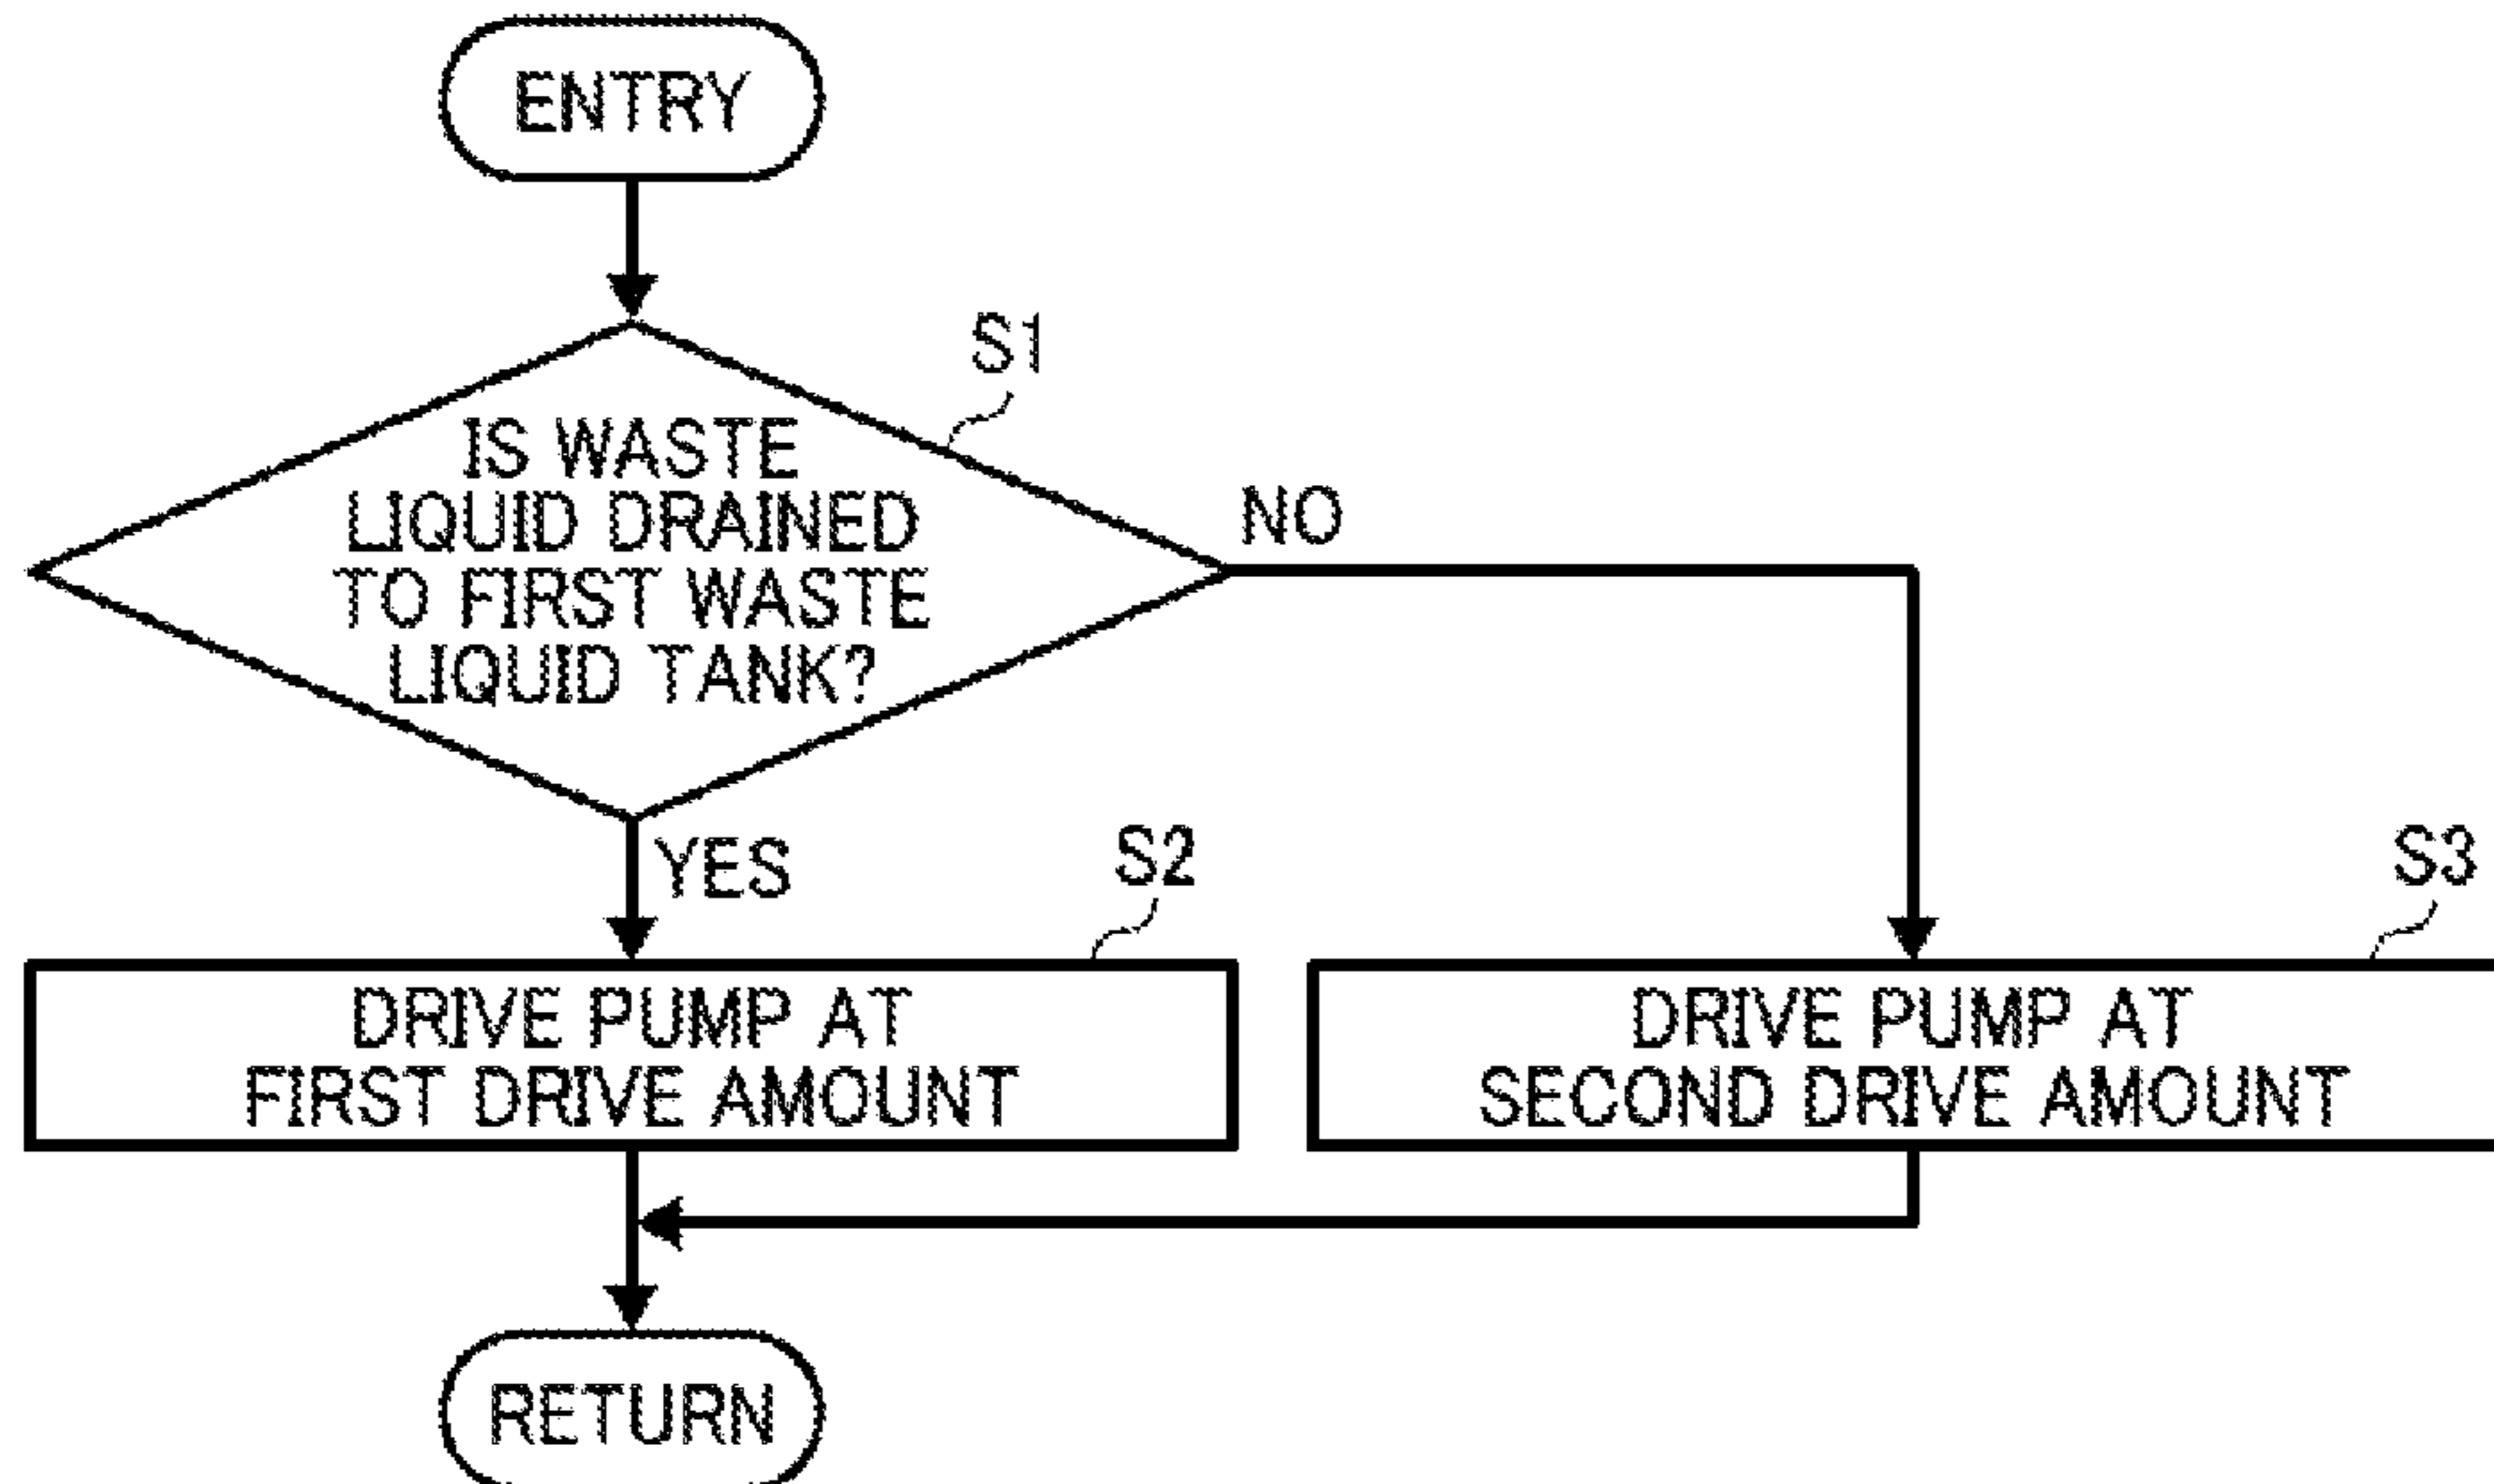 ENTRY
S1
IS WASTE
LIQUID DRAINED
TO FIRST WASTE
LIQUID TANK?
NO
YES
S2
S3
DRIVE PUMP AT
FIRST DRIVE AMOUNT
DRIVE PUMP AT
SECOND DRIVE AMOUNT
RETURN